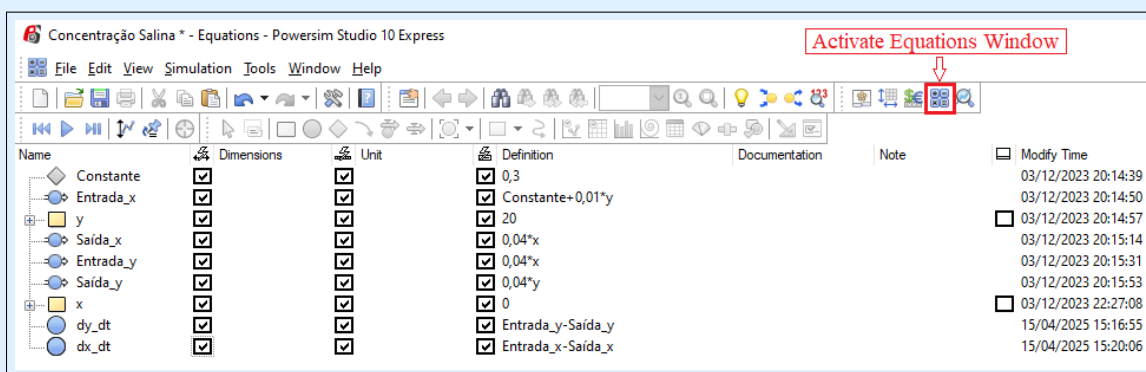 Concentração Salina * - Equations - Powersim Studio 10 Express
Activate Equations Window
File Edit View Simulation Tools Window Help
123
Name Dimensions Unit Definition Documentation Note Modify Time
Constante 0,3 03/12/2023 20:14:39
Entrada_x Constante+0,01*y 03/12/2023 20:14:50
y 20 03/12/2023 20:14:57
Saída_x 0,04*x 03/12/2023 20:15:14
Entrada_y 0,04*x 03/12/2023 20:15:31
Saída_y 0,04*y 03/12/2023 20:15:53
x 0 03/12/2023 22:27:08
dy_dt Entrada_y-Saída_y 15/04/2025 15:16:55
dx_dt Entrada_x-Saída_x 15/04/2025 15:20:06